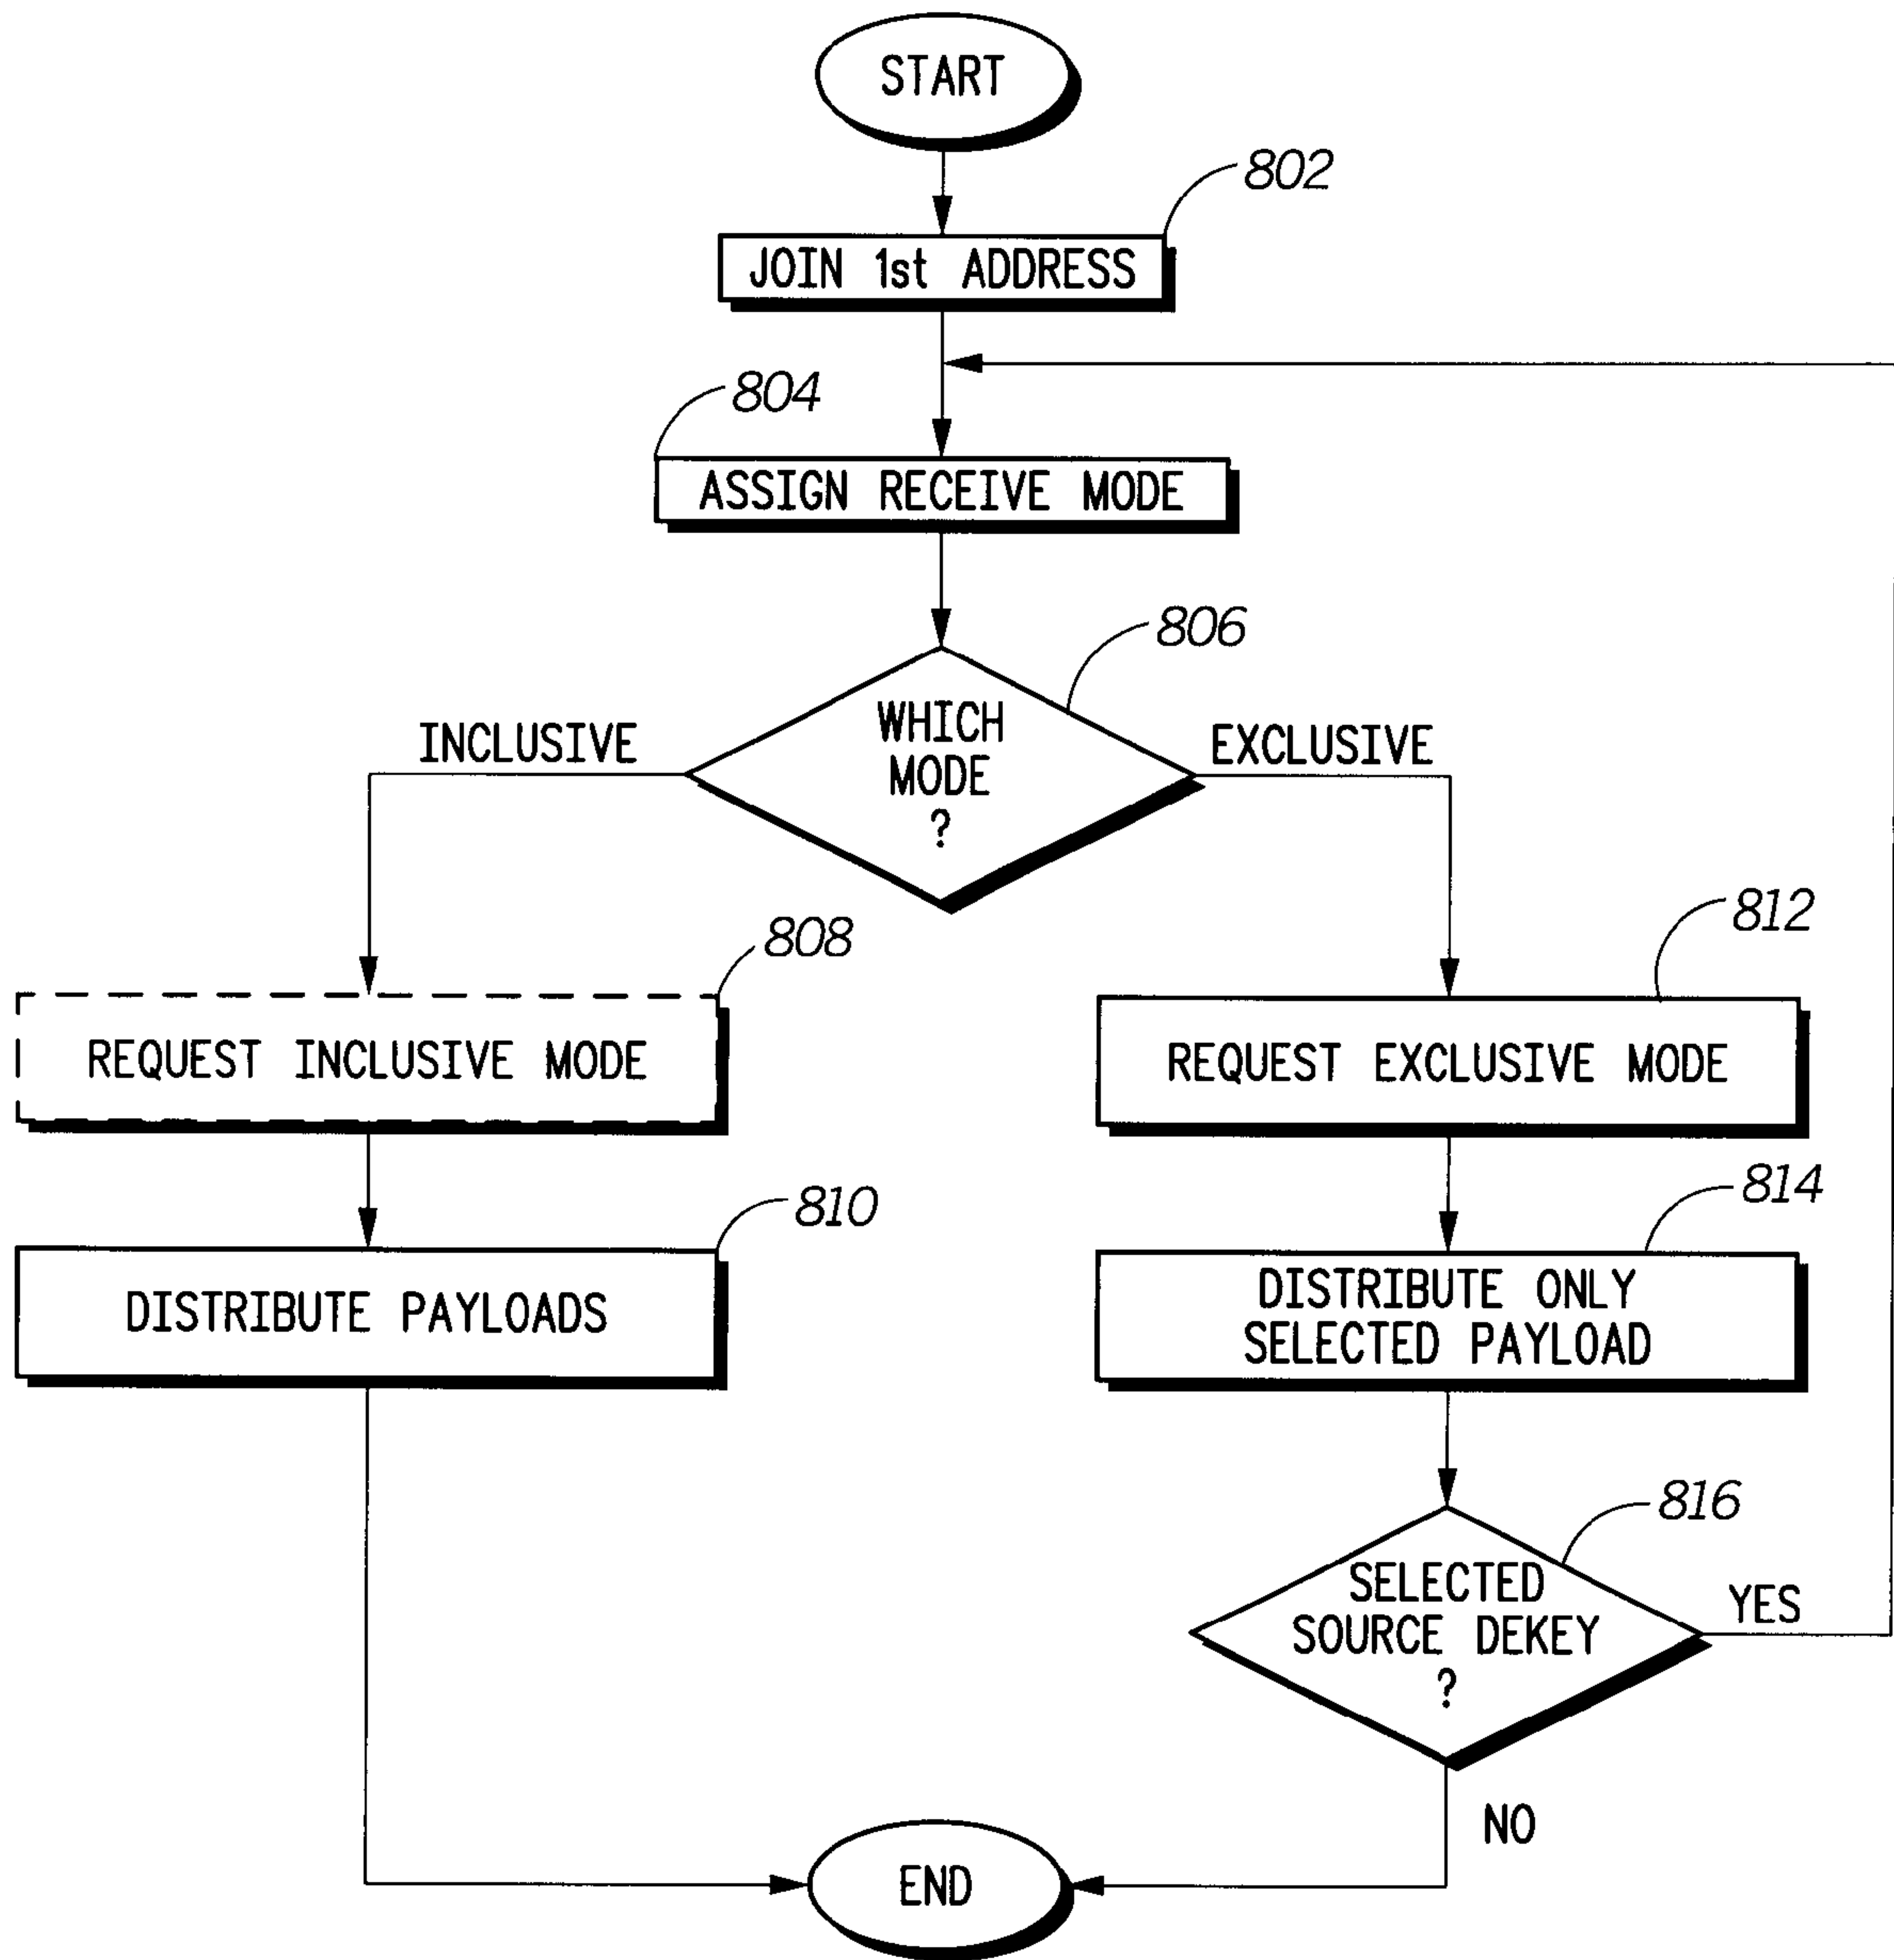 START
802
JOIN 1st ADDRESS
804
ASSIGN RECEIVE MODE
806
WHICH
MODE
?
INCLUSIVE
EXCLUSIVE
808
REQUEST INCLUSIVE MODE
812
REQUEST EXCLUSIVE MODE
810
DISTRIBUTE PAYLOADS
814
DISTRIBUTE ONLY
SELECTED PAYLOAD
816
SELECTED
SOURCE DEKEY
?
YES
NO
END